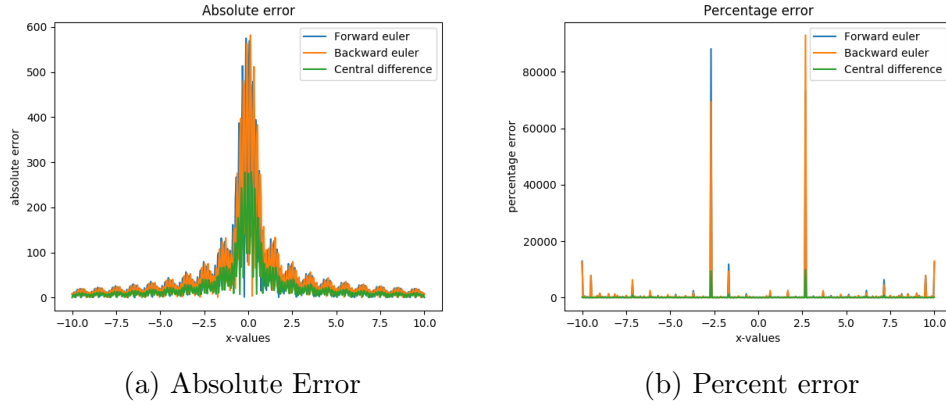 Absolute error
absolute error
600
500
400
300
200
100
0
Forward euler
Backward euler
Central difference
−10.0 −7.5 −5.0 −2.5 0.0 2.5 5.0 7.5 10.0
x-values
(a) Absolute Error
Percentage error
percentage error
80000
60000
40000
20000
0
Forward euler
Backward euler
Central difference
−10.0 −7.5 −5.0 −2.5 0.0 2.5 5.0 7.5 10.0
x-values
(b) Percent error